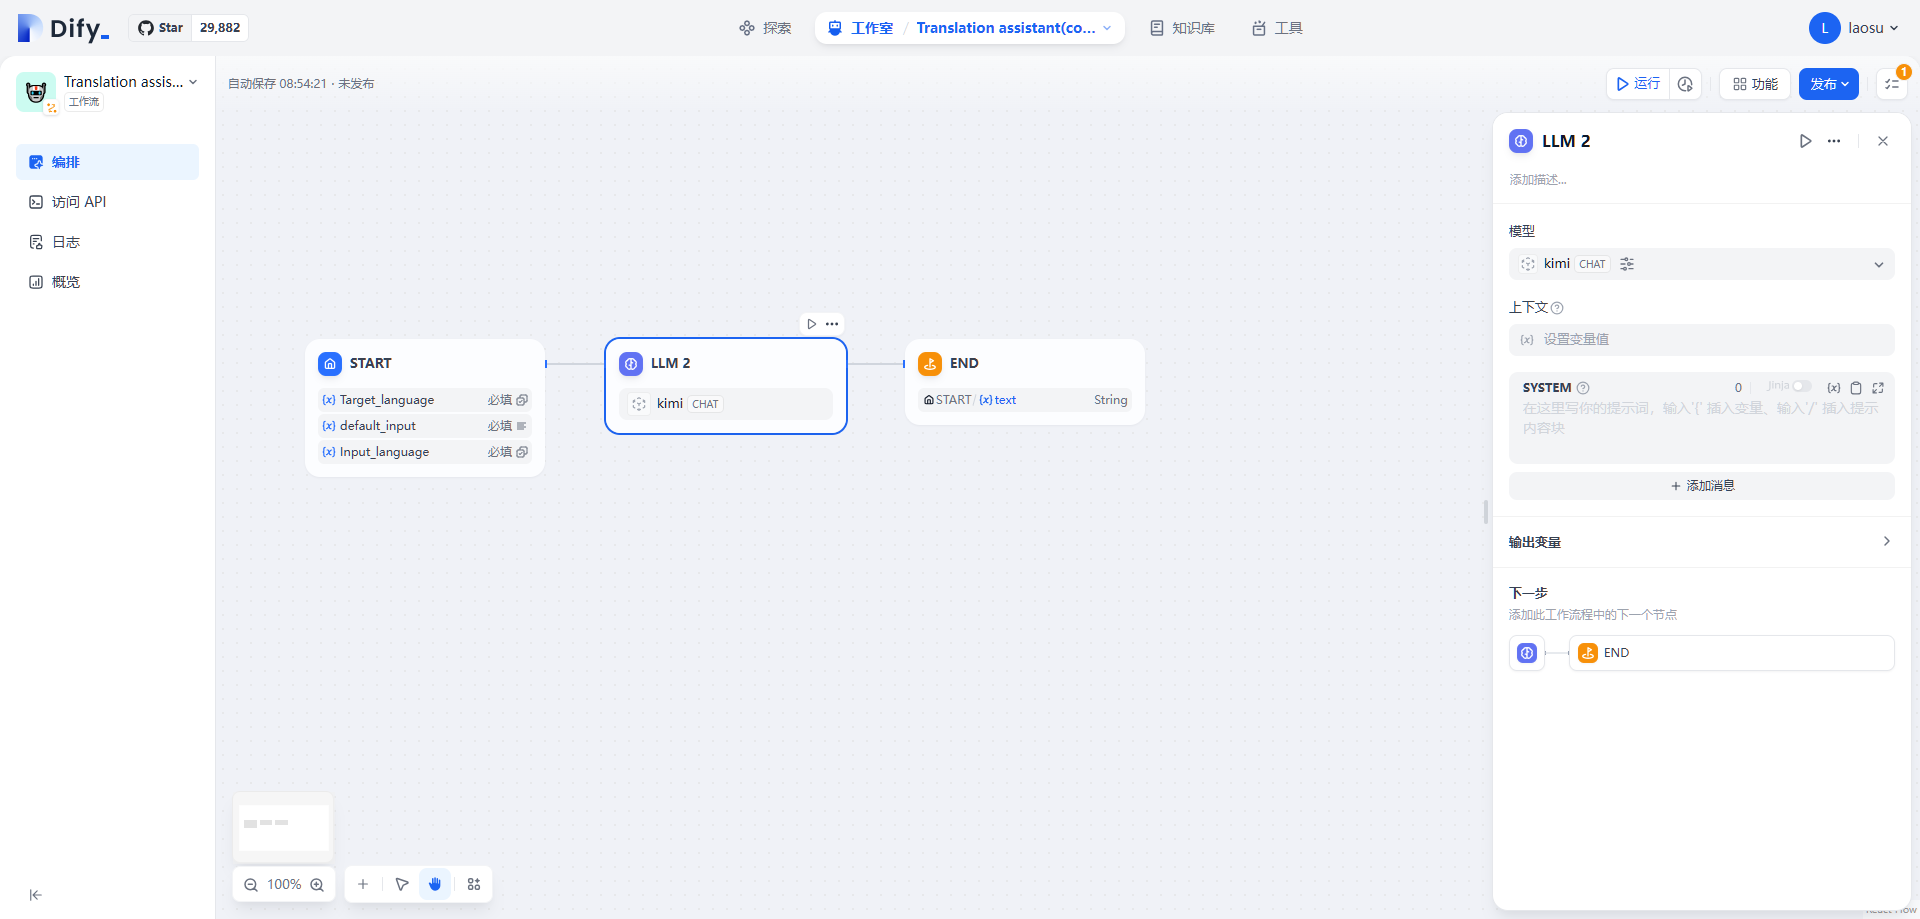 Dify_
Star 29,882
探索
工作室 / Translation assistant(co...
知识库
工具
L laosu
Translation assis...
工作流
编排
访问 API
日志
概览
自动保存 08:54:21 · 未发布
运行
功能
发布
1
START
{x} Target_language 必填
{x} default_input 必填
{x} Input_language 必填
LLM 2
kimi CHAT
END
START / {x} text String
100%
LLM 2
添加描述...
模型
kimi CHAT
上下文
{x} 设置变量值
SYSTEM 0 Jinja {x}
在这里写你的提示词，输入'{' 插入变量、输入'/' 插入提示
内容块
+ 添加消息
输出变量
下一步
添加此工作流程中的下一个节点
END
React Flow